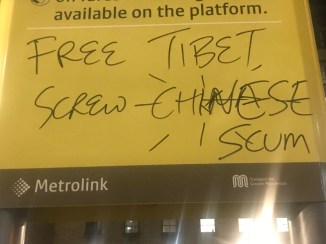 available on the platform.
FREE TIBET
SCREW CHINESE
SCUM
Metrolink